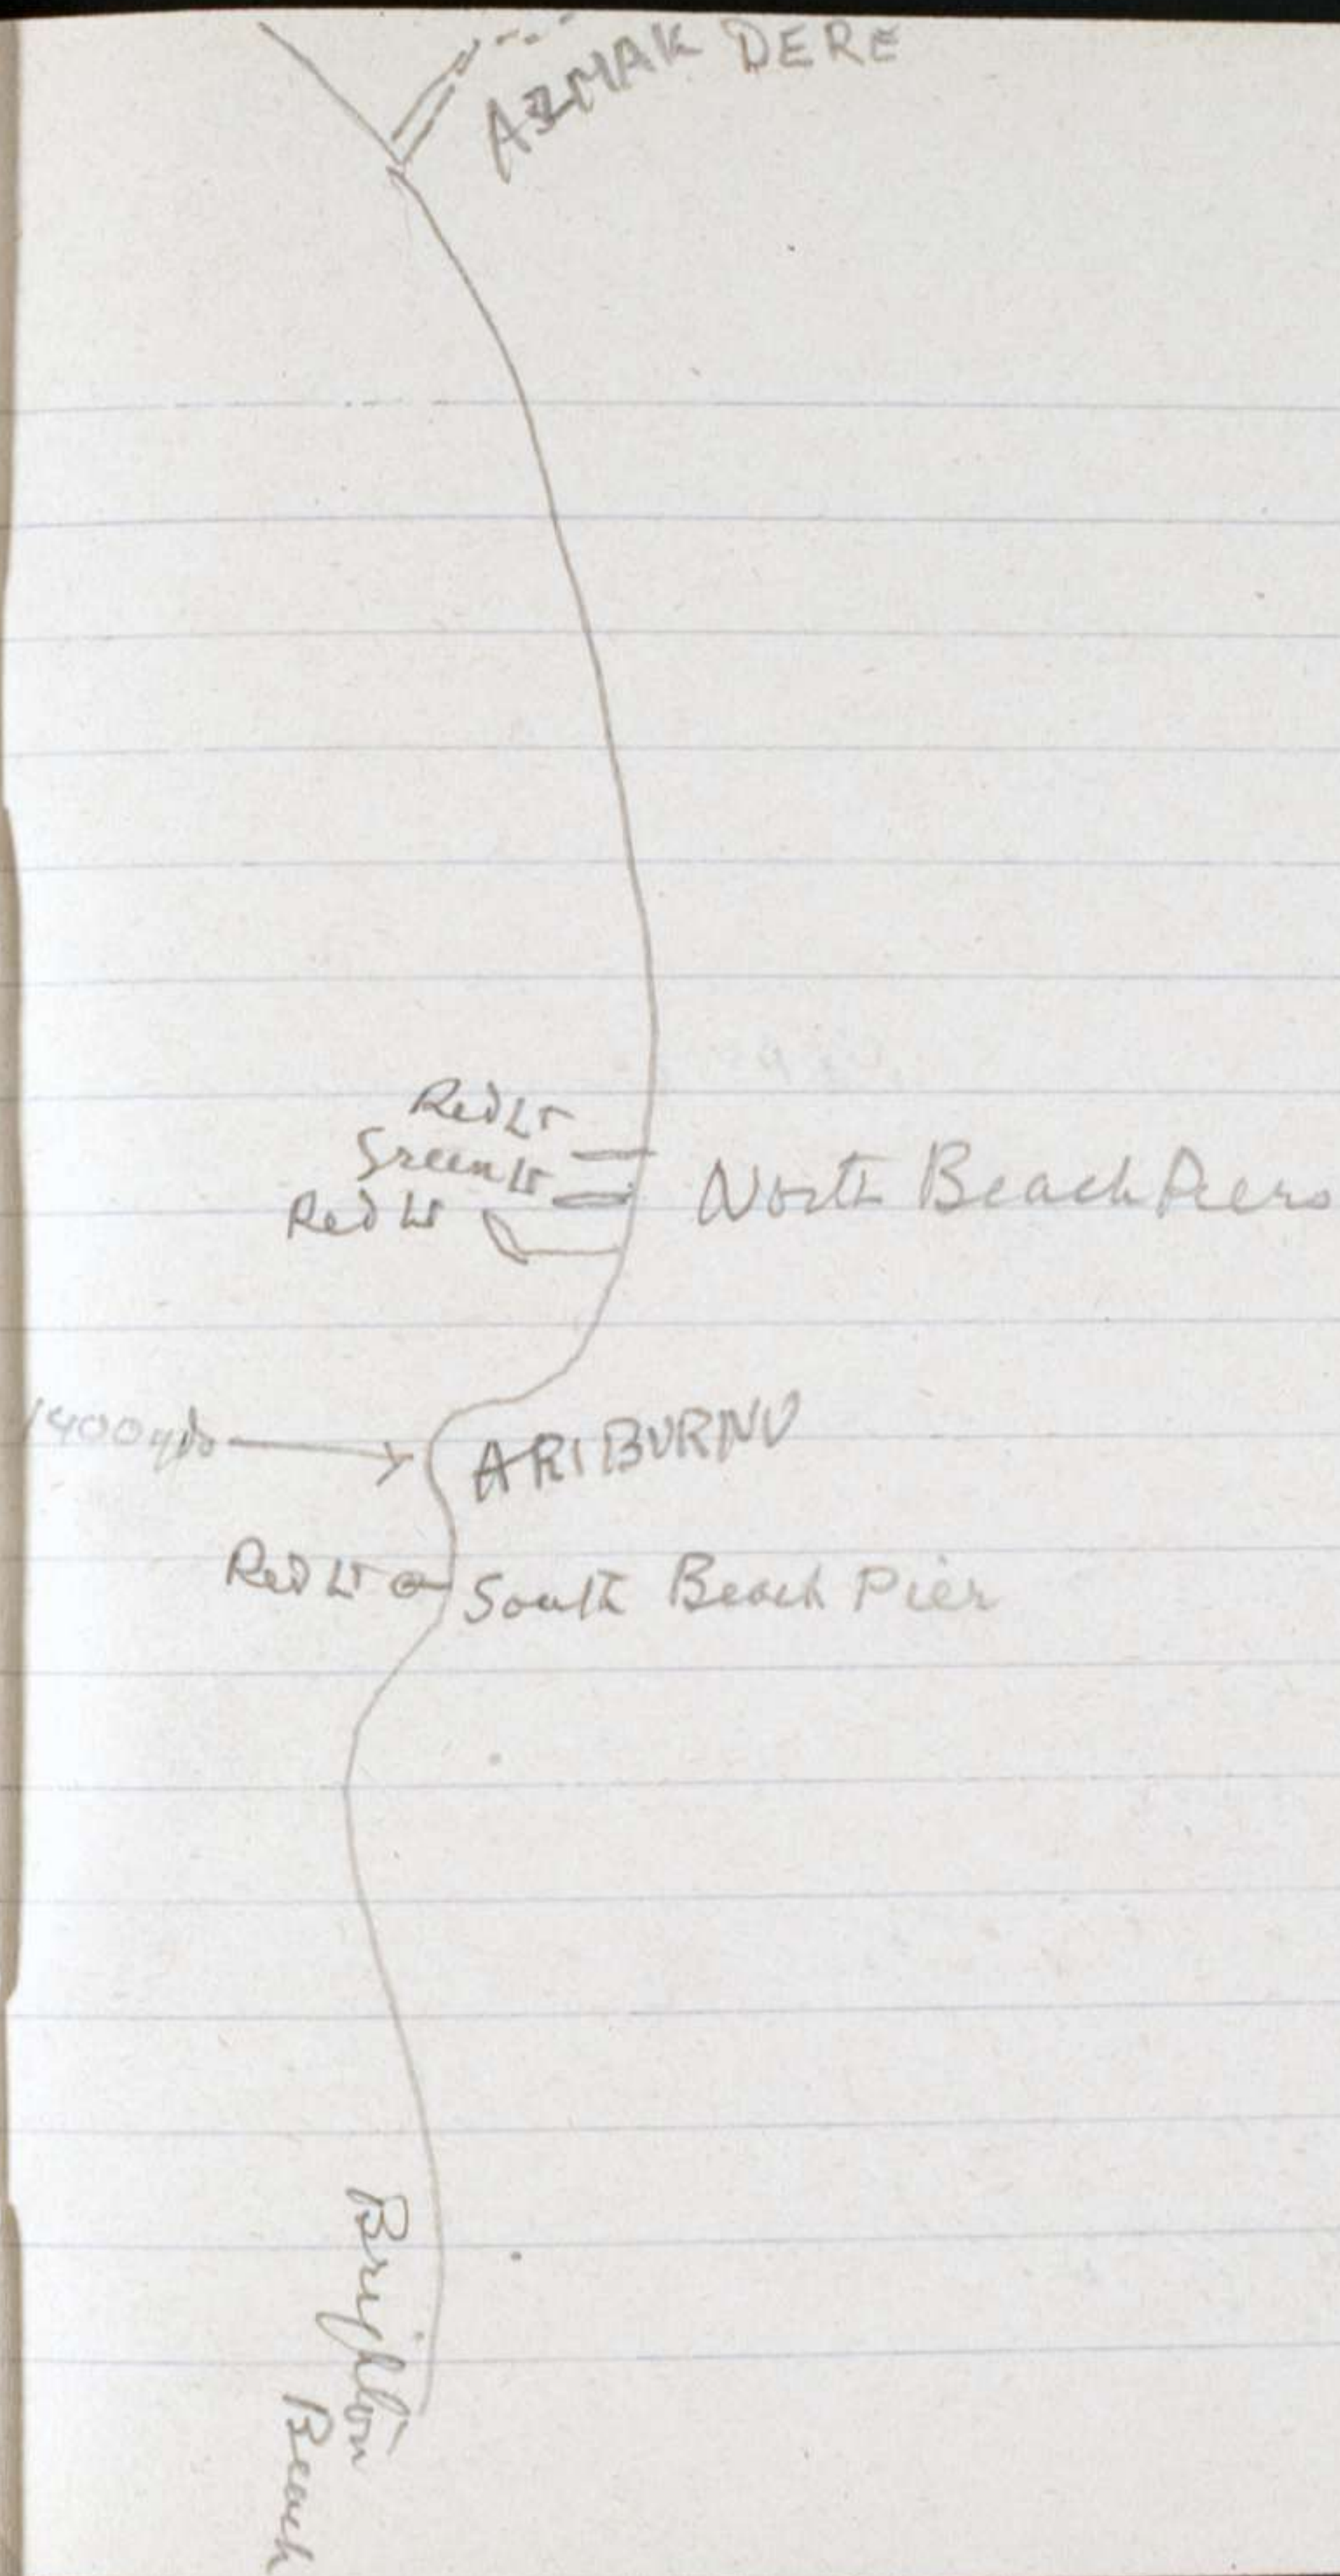 AZMAK DERE
Red Lt
Green Lt
Red Lt
North Beach Piers
1400 yds
ARIBURNU
Red Lt
South Beach Pier
Brighton
Beach